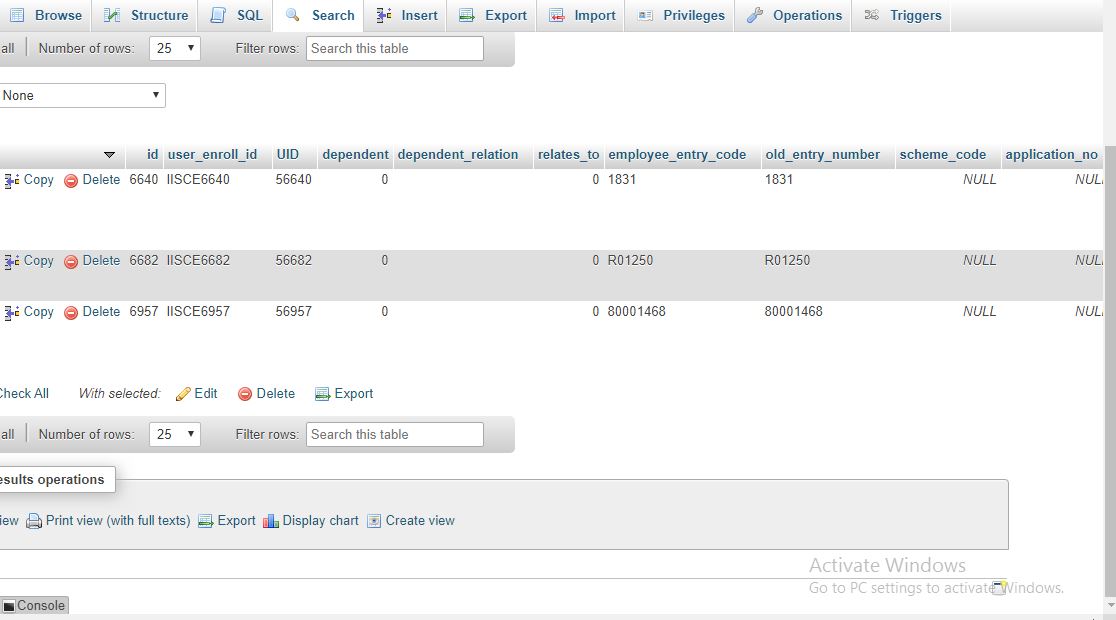 Browse Structure SQL Search Insert Export Import Privileges Operations Triggers
all Number of rows: 25 Filter rows: Search this table
None
id user_enroll_id UID dependent dependent_relation relates_to employee_entry_code old_entry_number scheme_code application_no
Copy Delete 6640 IISCE6640 56640 0 0 1831 1831 NULL NUL
Copy Delete 6682 IISCE6682 56682 0 0 R01250 R01250 NULL NUL
Copy Delete 6957 IISCE6957 56957 0 0 80001468 80001468 NULL NUL
Check All With selected: Edit Delete Export
all Number of rows: 25 Filter rows: Search this table
esults operations
iew Print view (with full texts) Export Display chart Create view
Activate Windows
Go to PC settings to activate Windows.
Console